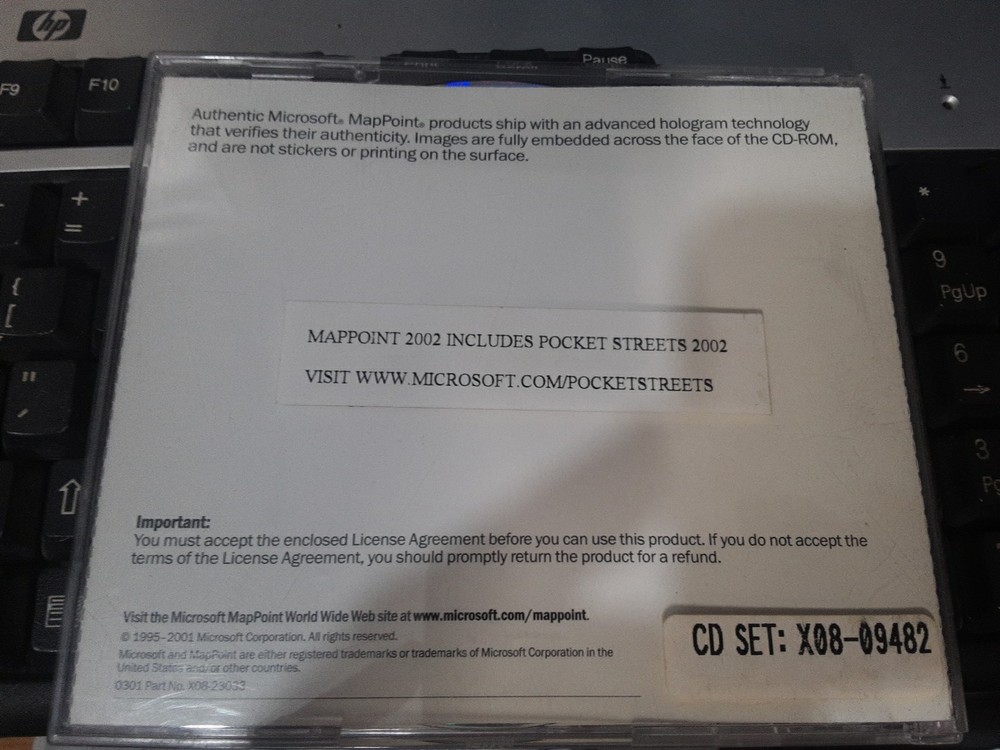 hp
Pause
F9
F10
Authentic Microsoft® MapPoint® products ship with an advanced hologram technology
that verifies their authenticity. Images are fully embedded across the face of the CD-ROM,
and are not stickers or printing on the surface.
+
=
*
9
PgUp
{
[
MAPPOINT 2002 INCLUDES POCKET STREETS 2002
6
→
VISIT WWW.MICROSOFT.COM/POCKETSTREETS
"
'
3
Important:
You must accept the enclosed License Agreement before you can use this product. If you do not accept the
terms of the License Agreement, you should promptly return the product for a refund.
Visit the Microsoft MapPoint World Wide Web site at www.microsoft.com/mappoint.
© 1995-2001 Microsoft Corporation. All rights reserved.
Microsoft and MapPoint are either registered trademarks or trademarks of Microsoft Corporation in the
United States and/or other countries.
0301 Part No. X08-23033
CD SET: X08-09482